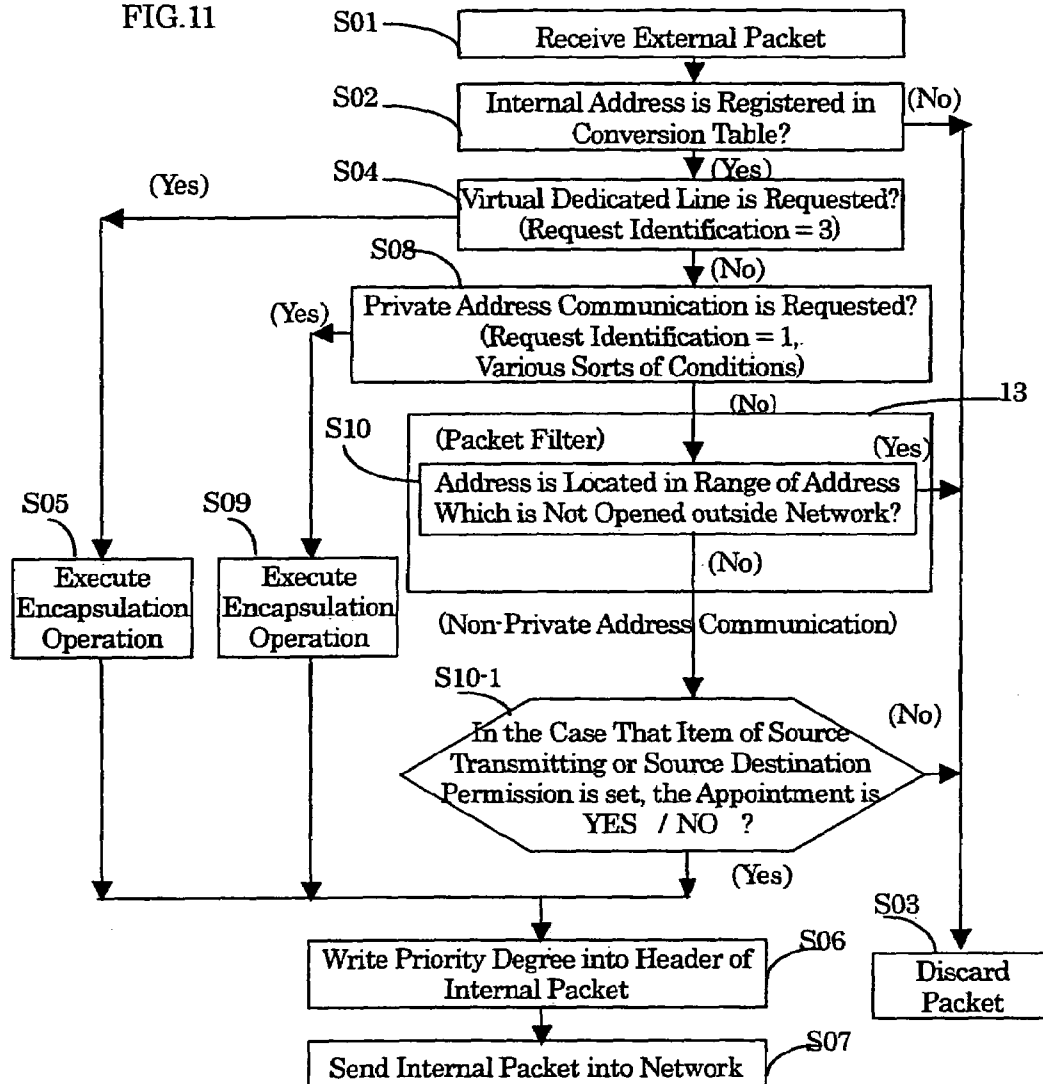 FIG.11
S01
Receive External Packet
S02
Internal Address is Registered in
Conversion Table?
(No)
(Yes)
S04
(Yes)
Virtual Dedicated Line is Requested?
(Request Identification = 3)
(No)
S08
(Yes)
Private Address Communication is Requested?
(Request Identification = 1,
Various Sorts of Conditions)
(No)
13
S10
(Packet Filter)
(Yes)
Address is Located in Range of Address
Which is Not Opened outside Network?
(No)
S05
Execute
Encapsulation
Operation
S09
Execute
Encapsulation
Operation
(Non-Private Address Communication)
S10-1
(No)
In the Case That Item of Source
Transmitting or Source Destination
Permission is set, the Appointment is
YES / NO ?
(Yes)
S03
Discard
Packet
S06
Write Priority Degree into Header of
Internal Packet
S07
Send Internal Packet into Network